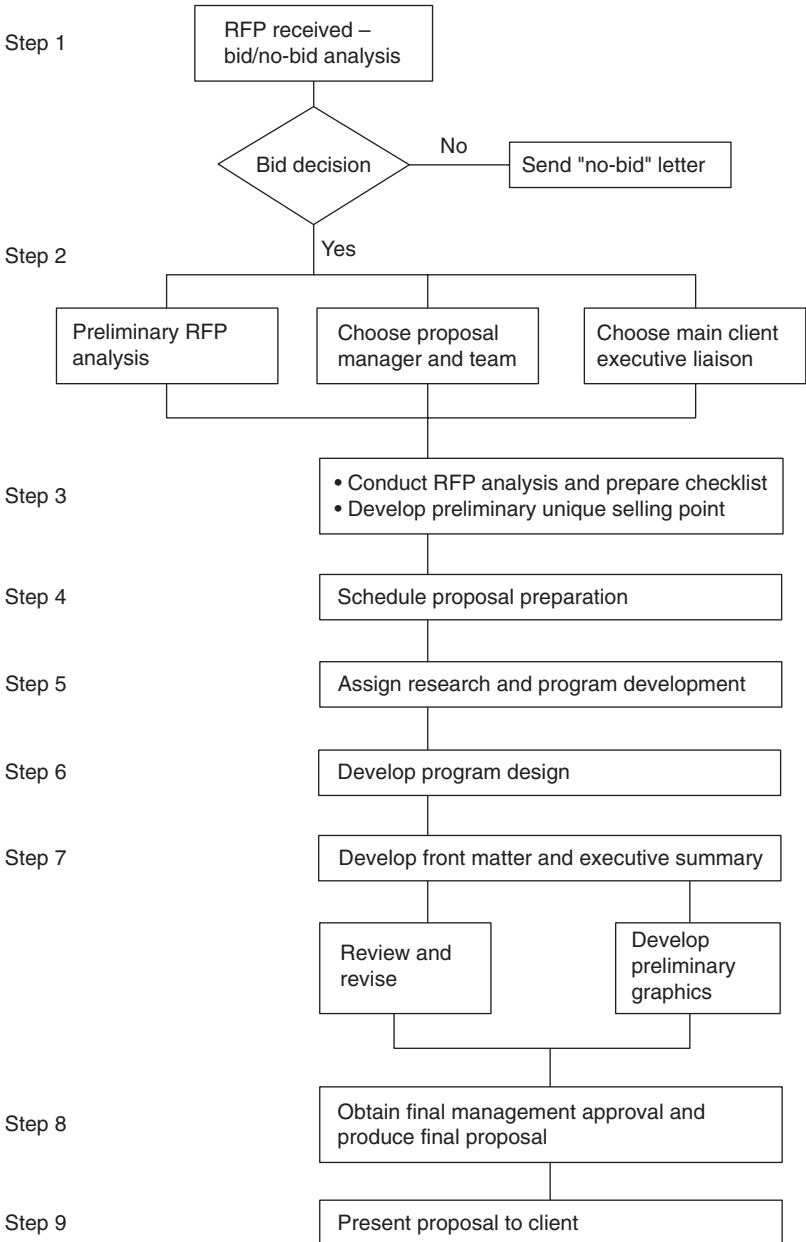 Step 1
RFP received –
bid/no-bid analysis
Bid decision
No
Send "no-bid" letter
Yes
Step 2
Preliminary RFP
analysis
Choose proposal
manager and team
Choose main client
executive liaison
Step 3
• Conduct RFP analysis and prepare checklist
• Develop preliminary unique selling point
Step 4
Schedule proposal preparation
Step 5
Assign research and program development
Step 6
Develop program design
Step 7
Develop front matter and executive summary
Review and
revise
Develop
preliminary
graphics
Step 8
Obtain final management approval and
produce final proposal
Step 9
Present proposal to client